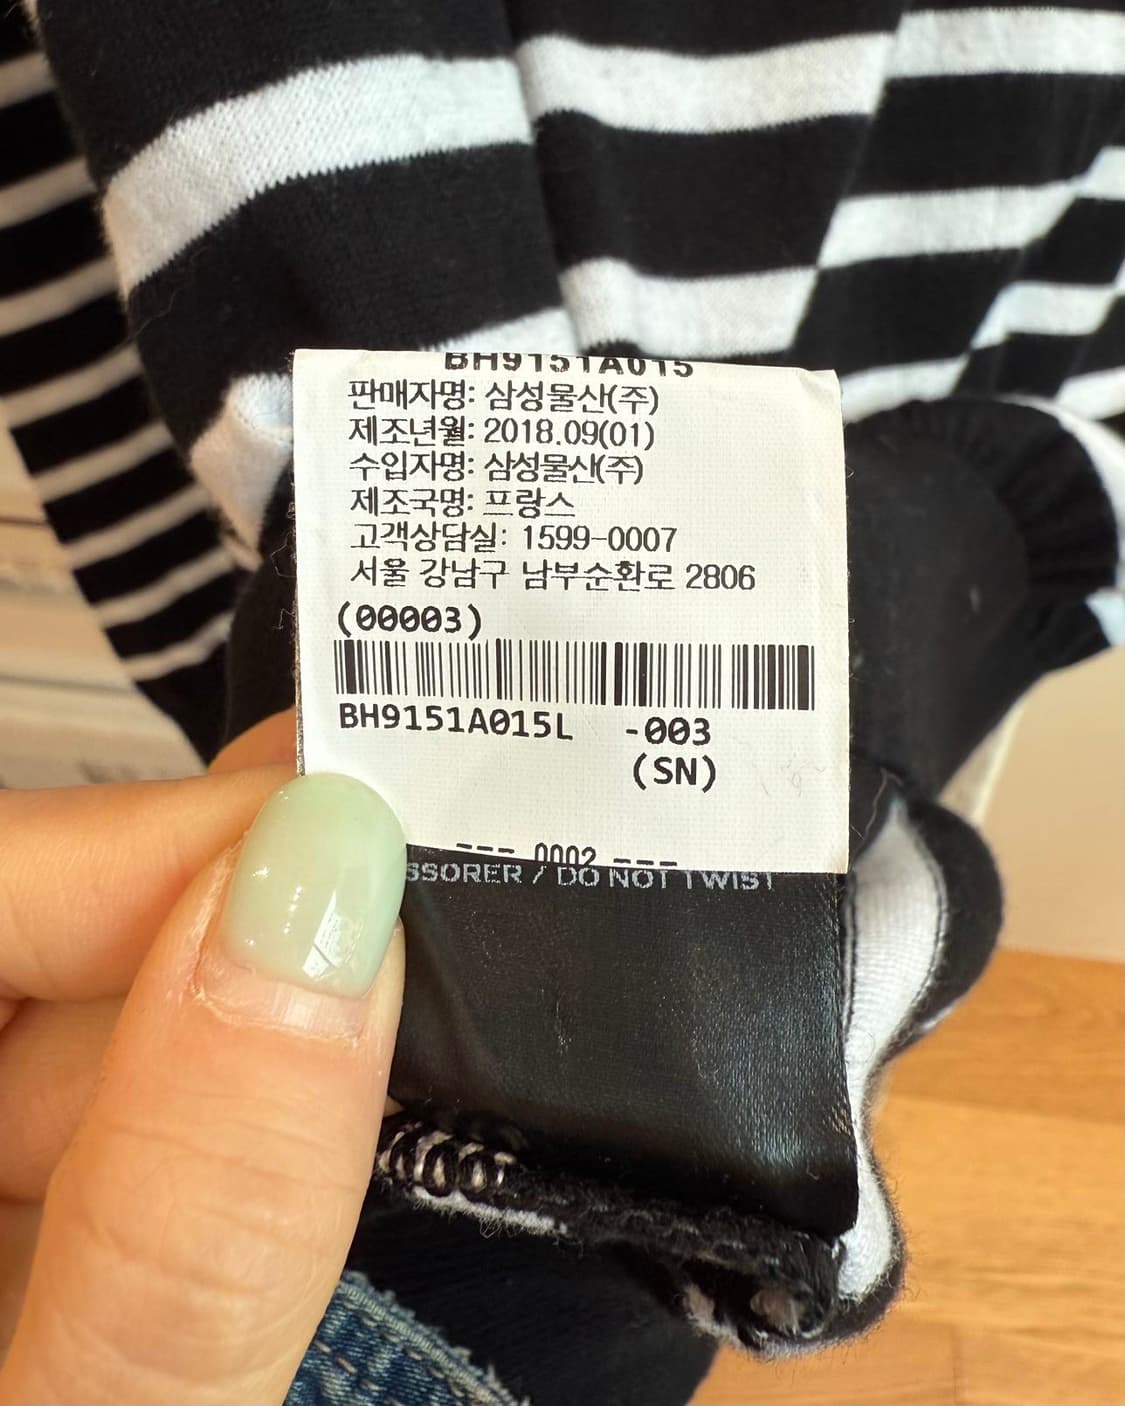 BH9151A015
판매자명: 삼성물산(주)
제조년월: 2018.09(01)
수입자명: 삼성물산(주)
제조국명: 프랑스
고객상담실: 1599-0007
서울 강남구 남부순환로 2806
(00003)
BH9151A015L -003
(SN)
--- 0002 ---
SSORER / DO NOT TWIST